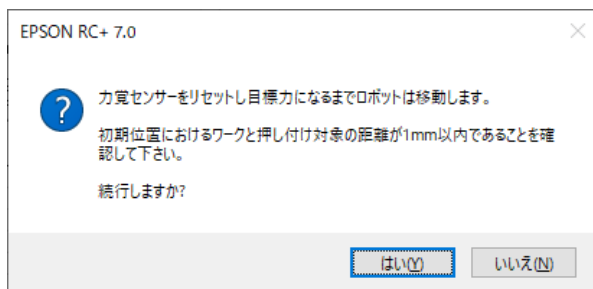 EPSON RC+ 7.0
力覚センサーをリセットし目標力になるまでロボットは移動します。
初期位置におけるワークと押し付け対象の距離が1mm以内であることを確
認して下さい。
続行しますか?
はい(Y)
いいえ(N)